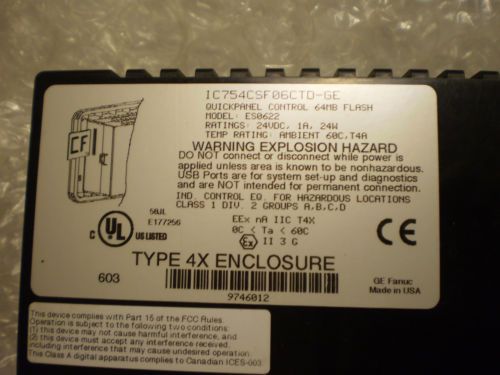 IC754CSF06CTD-GE
QUICKPANEL CONTROL 64MB FLASH
MODEL: ES0622
RATINGS: 24VDC, 1A, 24W
TEMP RATING: AMBIENT 60C,T4A
WARNING EXPLOSION HAZARD
DO NOT connect or disconnect while power is
applied unless area is known to be nonhazardous.
USB Ports are for system set-up and diagnostics
and are NOT intended for permanent connection.
IND. CONTROL EQ. FOR HAZARDOUS LOCATIONS
CLASS 1 DIV. 2 GROUPS A,B,C,D
CF
50JL
E177256
C UL US LISTED
EEx nA IIC T4X
0C < Ta < 60C
Ex II 3 G
CE
TYPE 4X ENCLOSURE
603
9746012
GE Fanuc
Made in USA
This device complies with Part 15 of the FCC Rules.
Operation is subject to the following two conditions:
(1) this device may not cause harmful interference, and
(2) this device must accept any interference received,
including interference that may cause undesired operation.
This Class A digital apparatus complies to Canadian ICES-003.